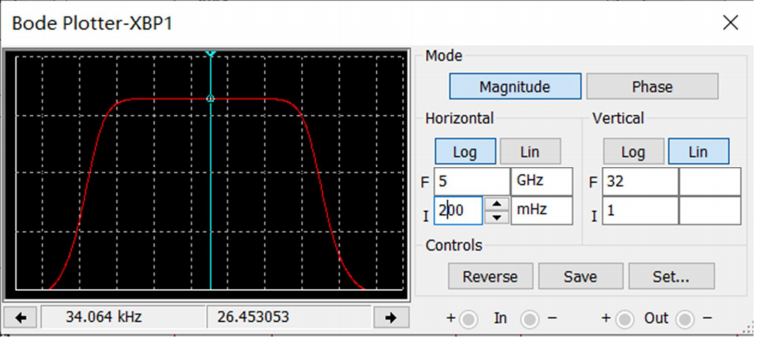 Bode Plotter-XBP1
Mode
Magnitude Phase
Horizontal Vertical
Log Lin Log Lin
F 5 GHz F 32
I 200 mHz I 1
Controls
Reverse Save Set...
34.064 kHz 26.453053 + In − + Out −